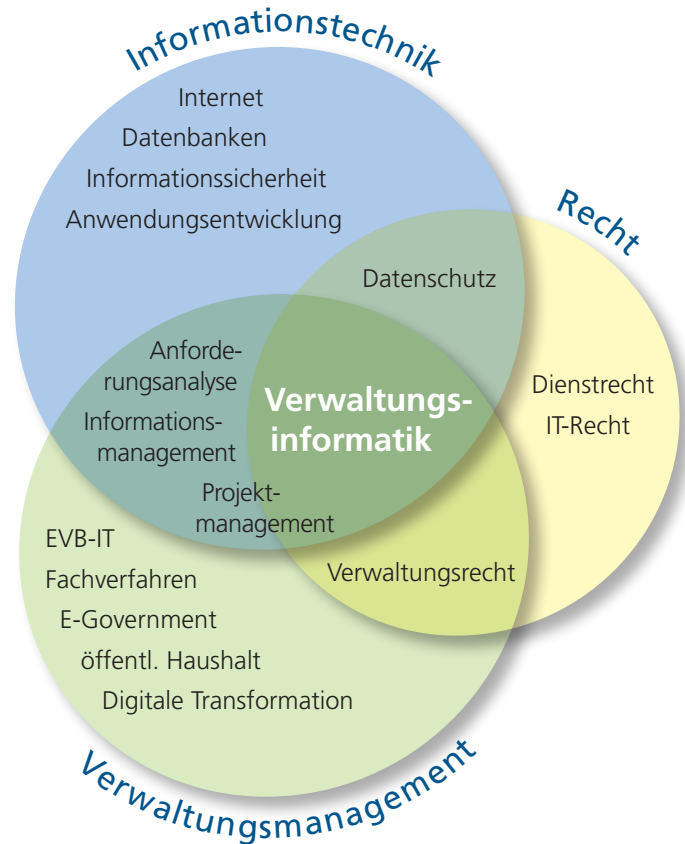 Informationstechnik
Internet
Datenbanken
Informationssicherheit
Anwendungsentwicklung
Recht
Datenschutz
Anforde-
rungsanalyse
Informations-
management
Projekt-
management
Verwaltungs-
informatik
Dienstrecht
IT-Recht
EVB-IT
Fachverfahren
E-Government
öffentl. Haushalt
Digitale Transformation
Verwaltungsrecht
Verwaltungsmanagement